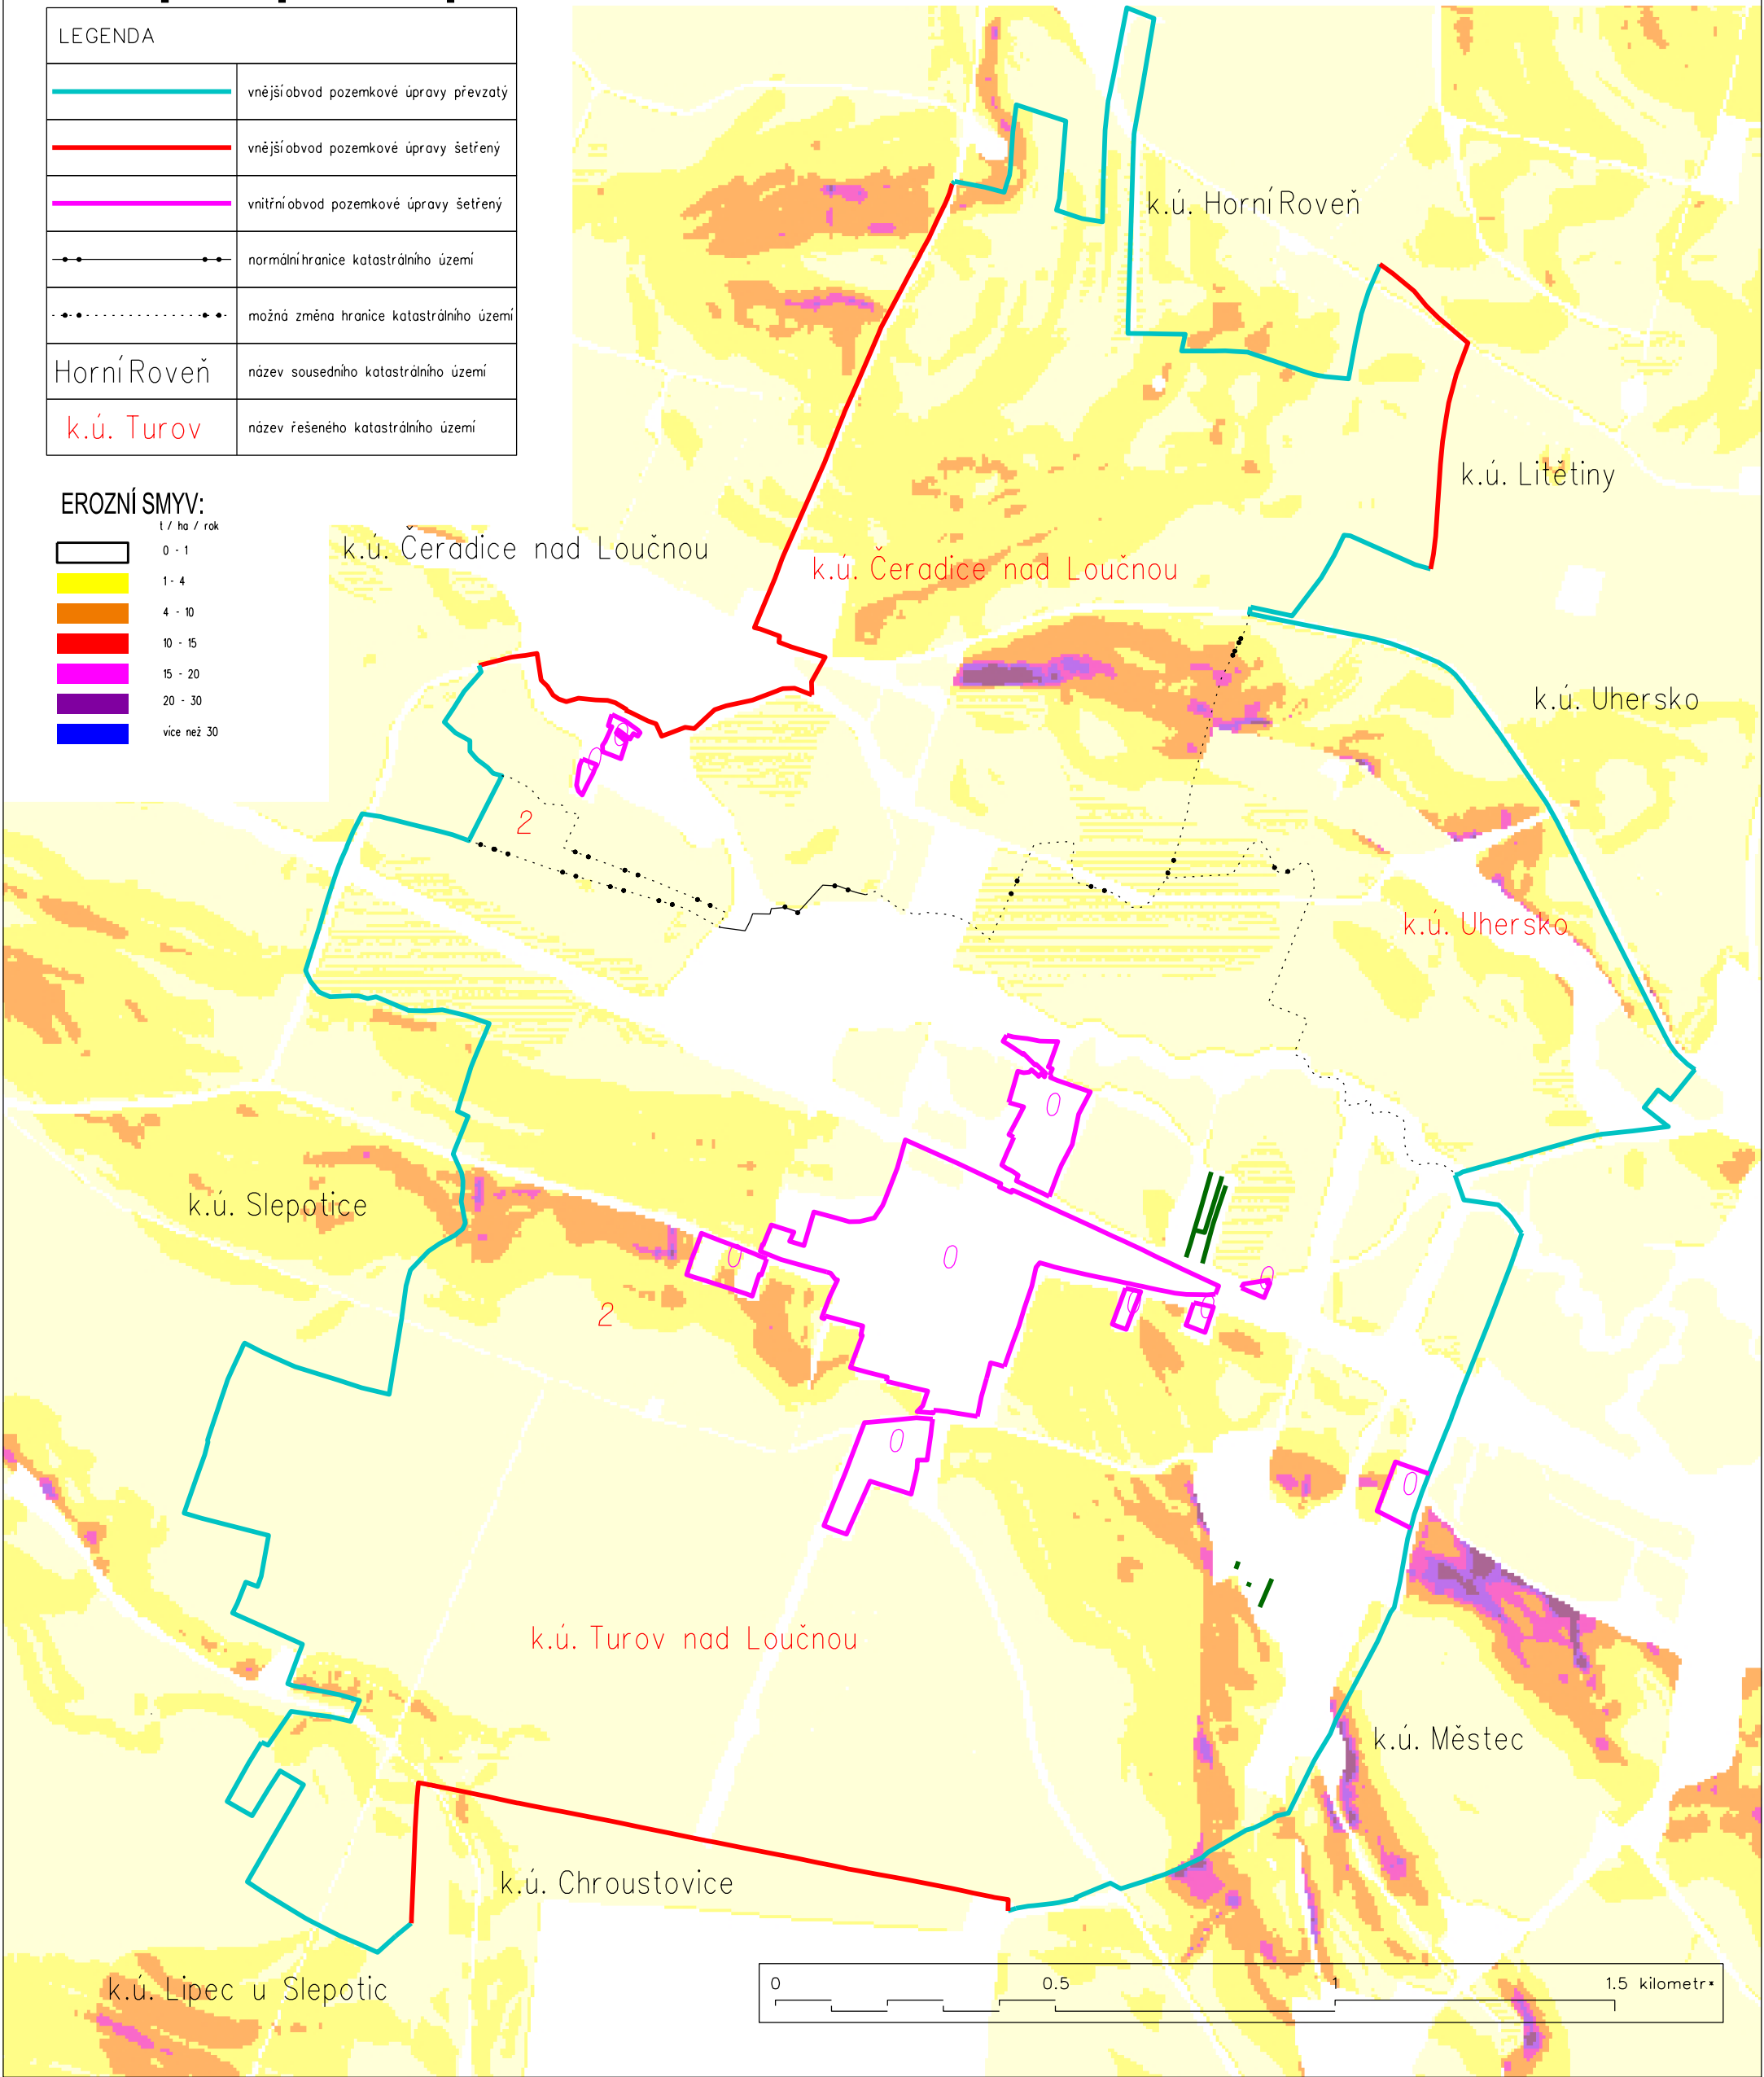 LEGENDA
vnější obvod pozemkové úpravy převzatý
vnější obvod pozemkové úpravy šetřený
vnitřní obvod pozemkové úpravy šetřený
normální hranice katastrálního území
možná změna hranice katastrálního území
Horní Roveň název sousedního katastrálního území
k.ú. Turov název řešeného katastrálního území
EROZNÍ SMYV:
t / ha / rok
0 - 1
1 - 4
4 - 10
10 - 15
15 - 20
20 - 30
více než 30
k.ú. Horní Roveň
k.ú. Litětiny
k.ú. Čeradice nad Loučnou
k.ú. Čeradice nad Loučnou
k.ú. Uhersko
0
0
2
k.ú. Uhersko
0
k.ú. Slepotice
0
0
0
0
0
2
0
0
k.ú. Turov nad Loučnou
k.ú. Městec
k.ú. Chroustovice
k.ú. Lipec u Slepotic
0 0.5 1 1.5 kilometr